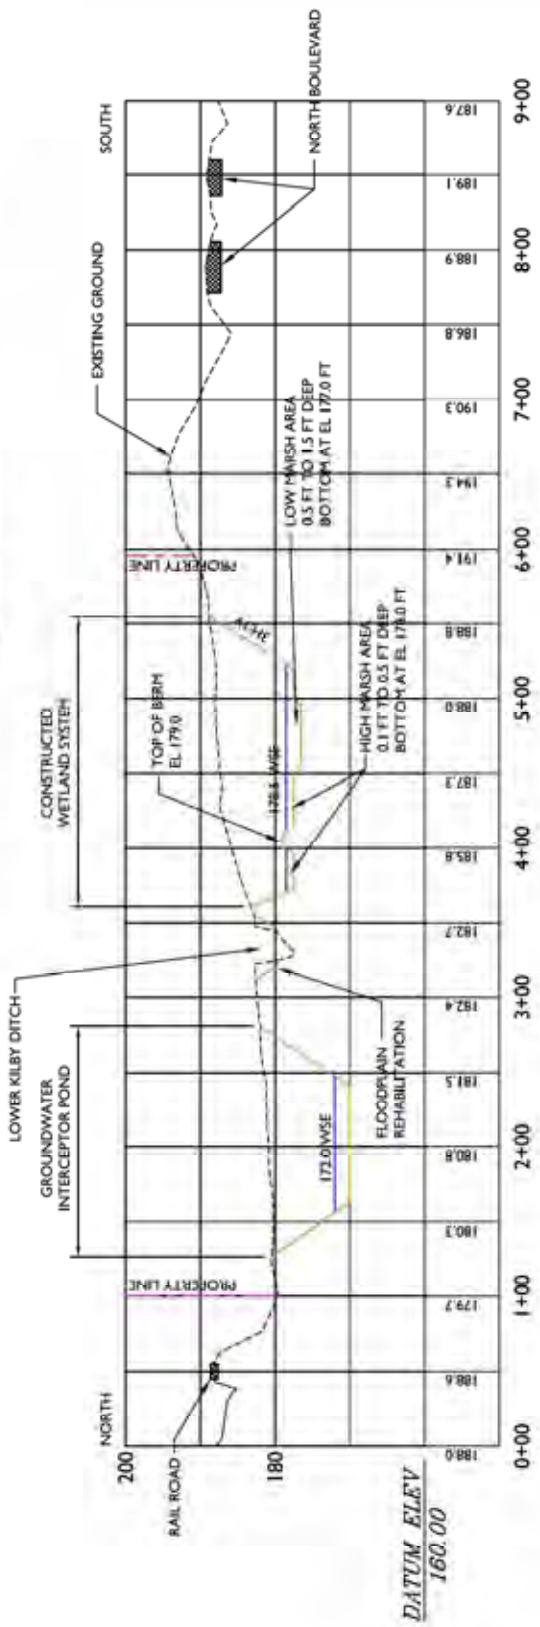 LOWER KILBY DITCH
GROUNDWATER
INTERCEPTOR POND
CONSTRUCTED
WETLAND SYSTEM
NORTH
SOUTH
RAIL ROAD
EXISTING GROUND
TOP OF BERM
EL 179.0
PROPERTY LINE
PROPERTY LINE
NORTH BOULEVARD
200
180
172.0 WSE
178.5 WSE
FLOODPLAIN
REHABILITATION
HIGH MARSH AREA
0.1 FT TO 0.5 FT DEEP
BOTTOM AT EL 178.0 FT
LOW MARSH AREA
0.5 FT TO 1.5 FT DEEP
BOTTOM AT EL 177.0 FT
DATUM ELEV
160.00
188.0
188.6
179.7
180.3
180.8
181.5
182.4
182.7
185.8
187.3
188.0
188.8
191.4
194.3
190.3
186.8
188.9
189.1
187.6
0+00
1+00
2+00
3+00
4+00
5+00
6+00
7+00
8+00
9+00